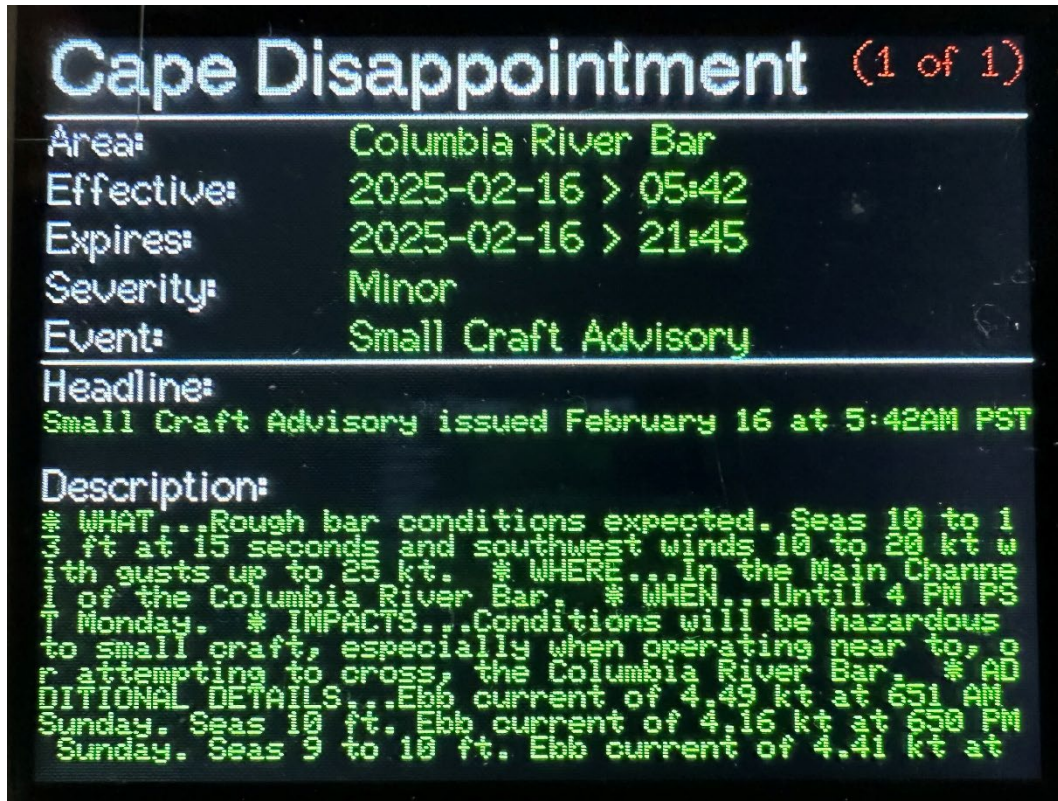 Cape Disappointment (1 of 1)
Area: Columbia River Bar
Effective: 2025-02-16 > 05:42
Expires: 2025-02-16 > 21:45
Severity: Minor
Event: Small Craft Advisory
Headline:
Small Craft Advisory issued February 16 at 5:42AM PST
Description:
* WHAT...Rough bar conditions expected. Seas 10 to 1
3 ft at 15 seconds and southwest winds 10 to 20 kt w
ith gusts up to 25 kt.  * WHERE...In the Main Channe
l of the Columbia River Bar.  * WHEN...Until 4 PM PS
T Monday.  * IMPACTS...Conditions will be hazardous
to small craft, especially when operating near to, o
r attempting to cross, the Columbia River Bar.  * AD
DITIONAL DETAILS...Ebb current of 4.49 kt at 651 AM
Sunday. Seas 10 ft. Ebb current of 4.16 kt at 650 PM
 Sunday. Seas 9 to 10 ft. Ebb current of 4.41 kt at